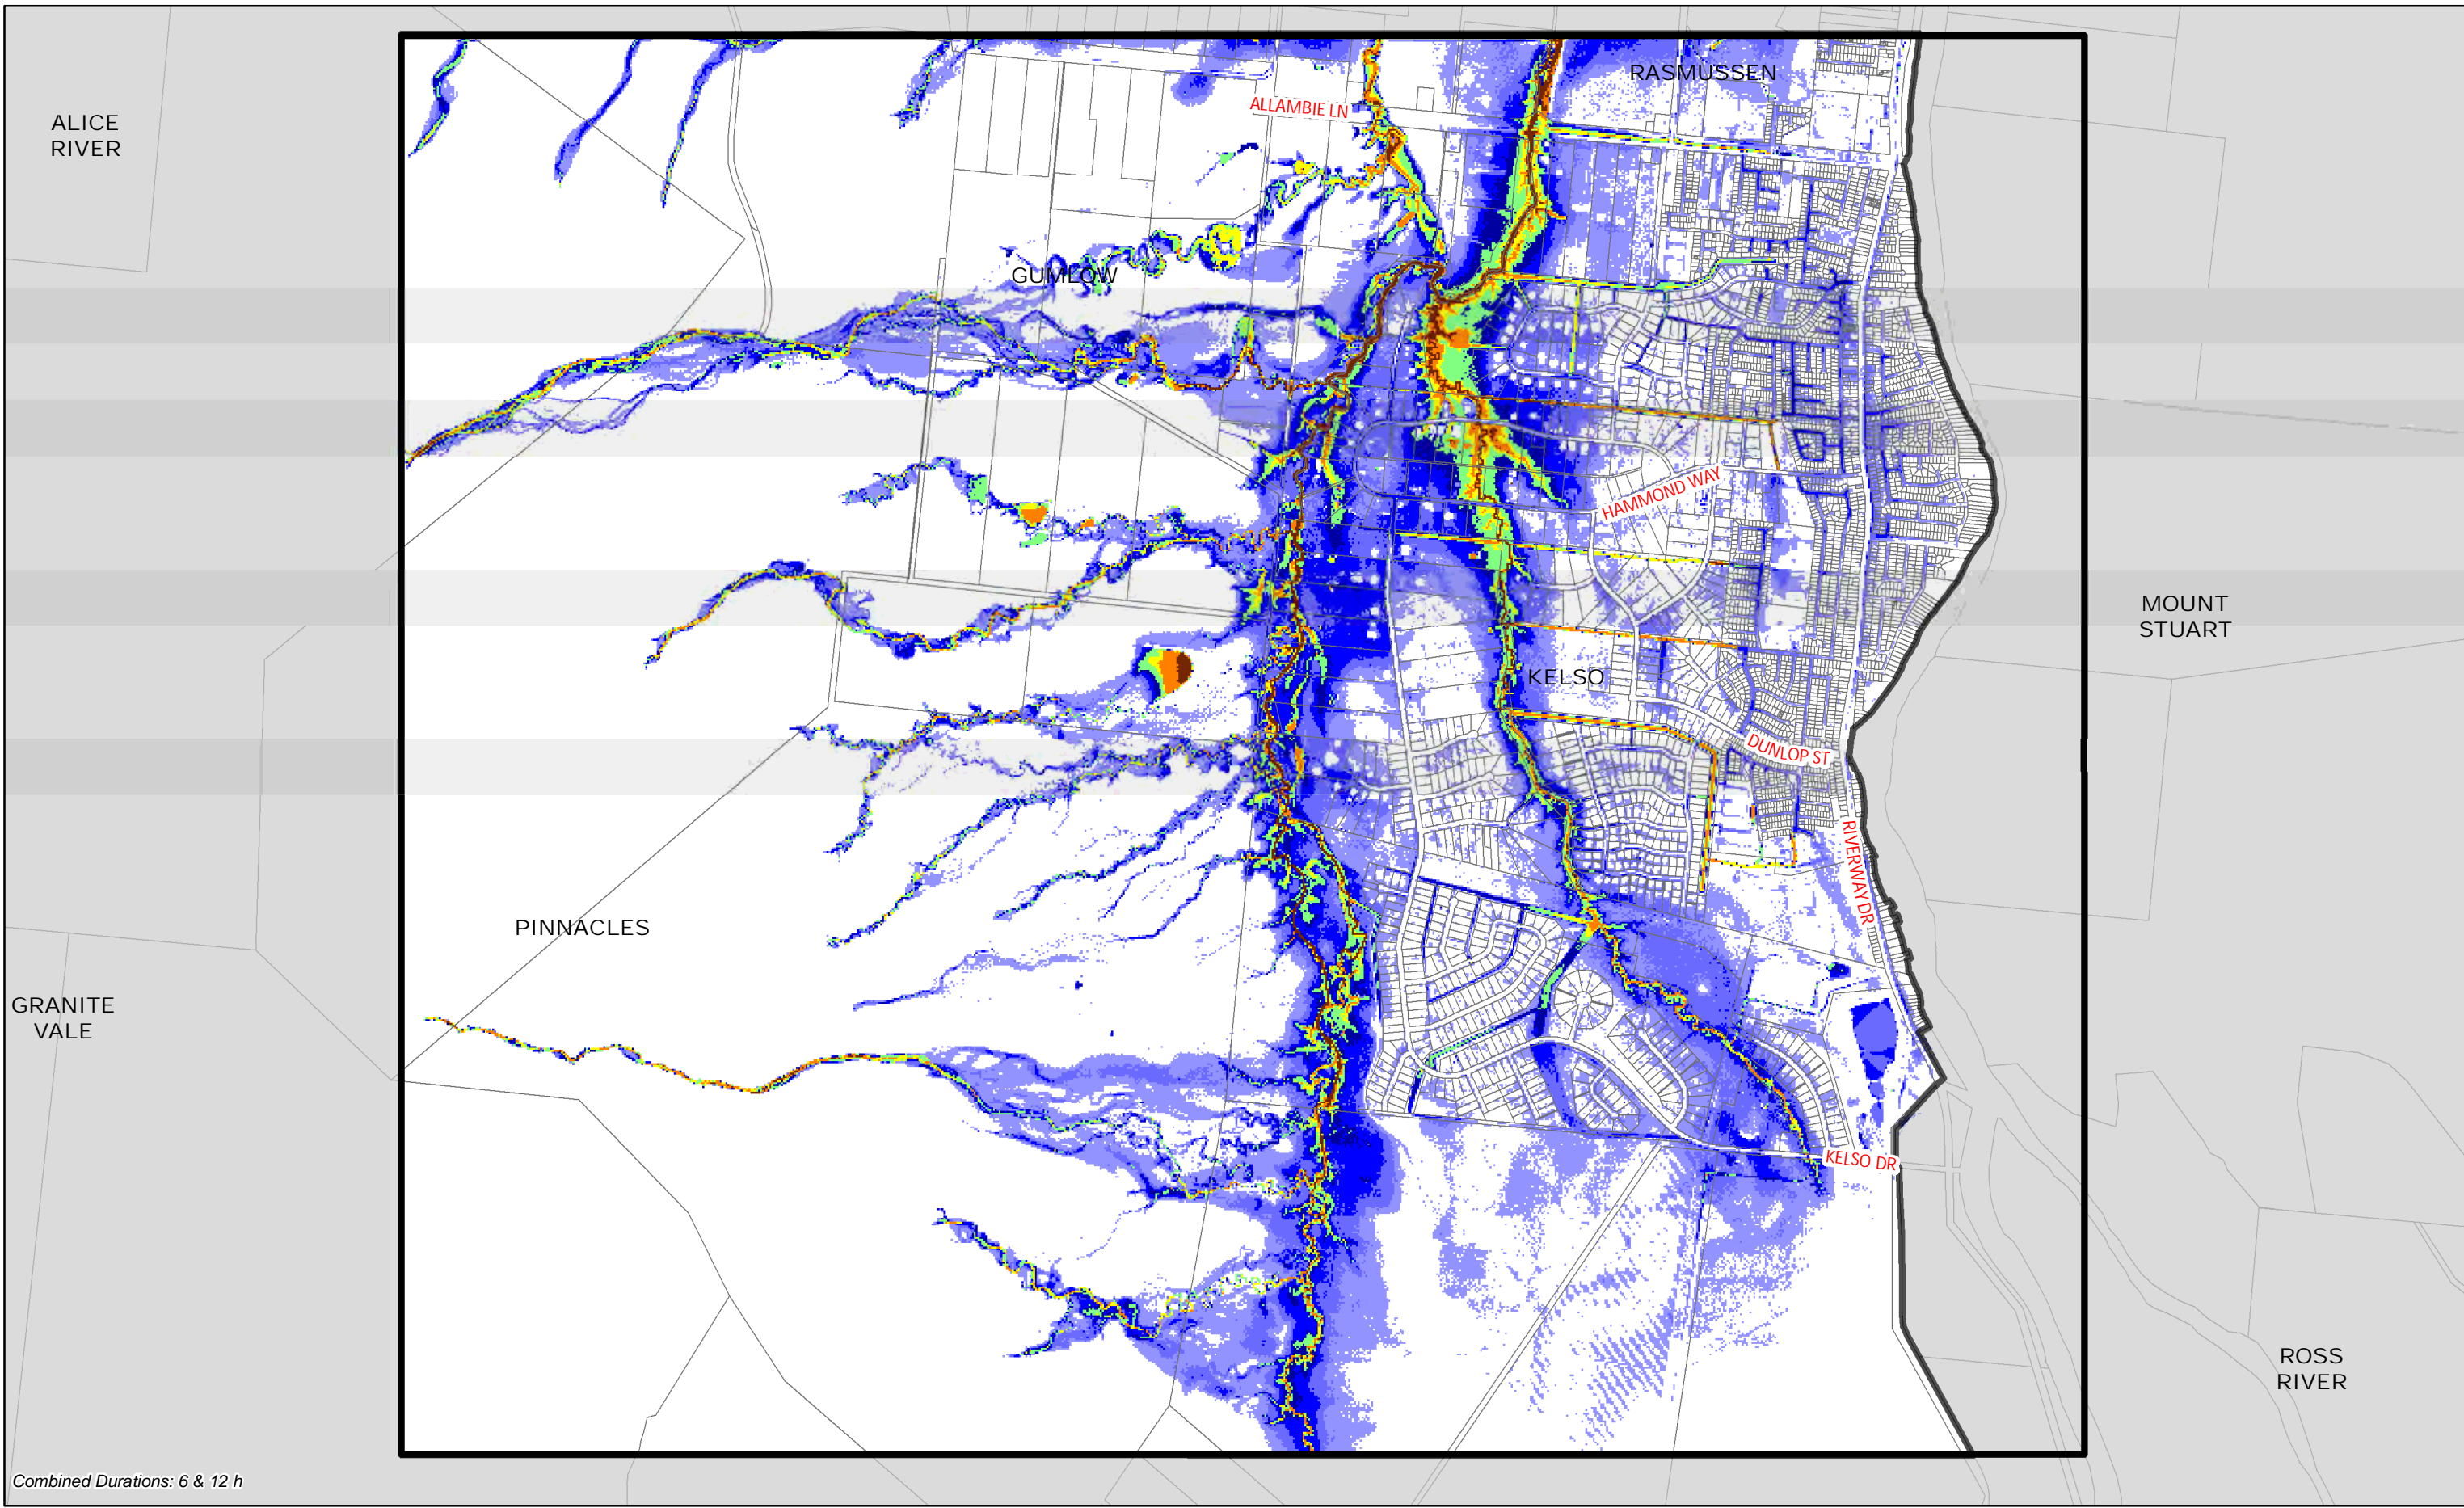 RASMUSSEN
ALLAMBIE LN
ALICE
RIVER
GUMLOW
HAMMOND WAY
MOUNT
STUART
KELSO
DUNLOP ST
RIVERWAY DR
PINNACLES
GRANITE
VALE
KELSO DR
ROSS
RIVER
Combined Durations: 6 & 12 h